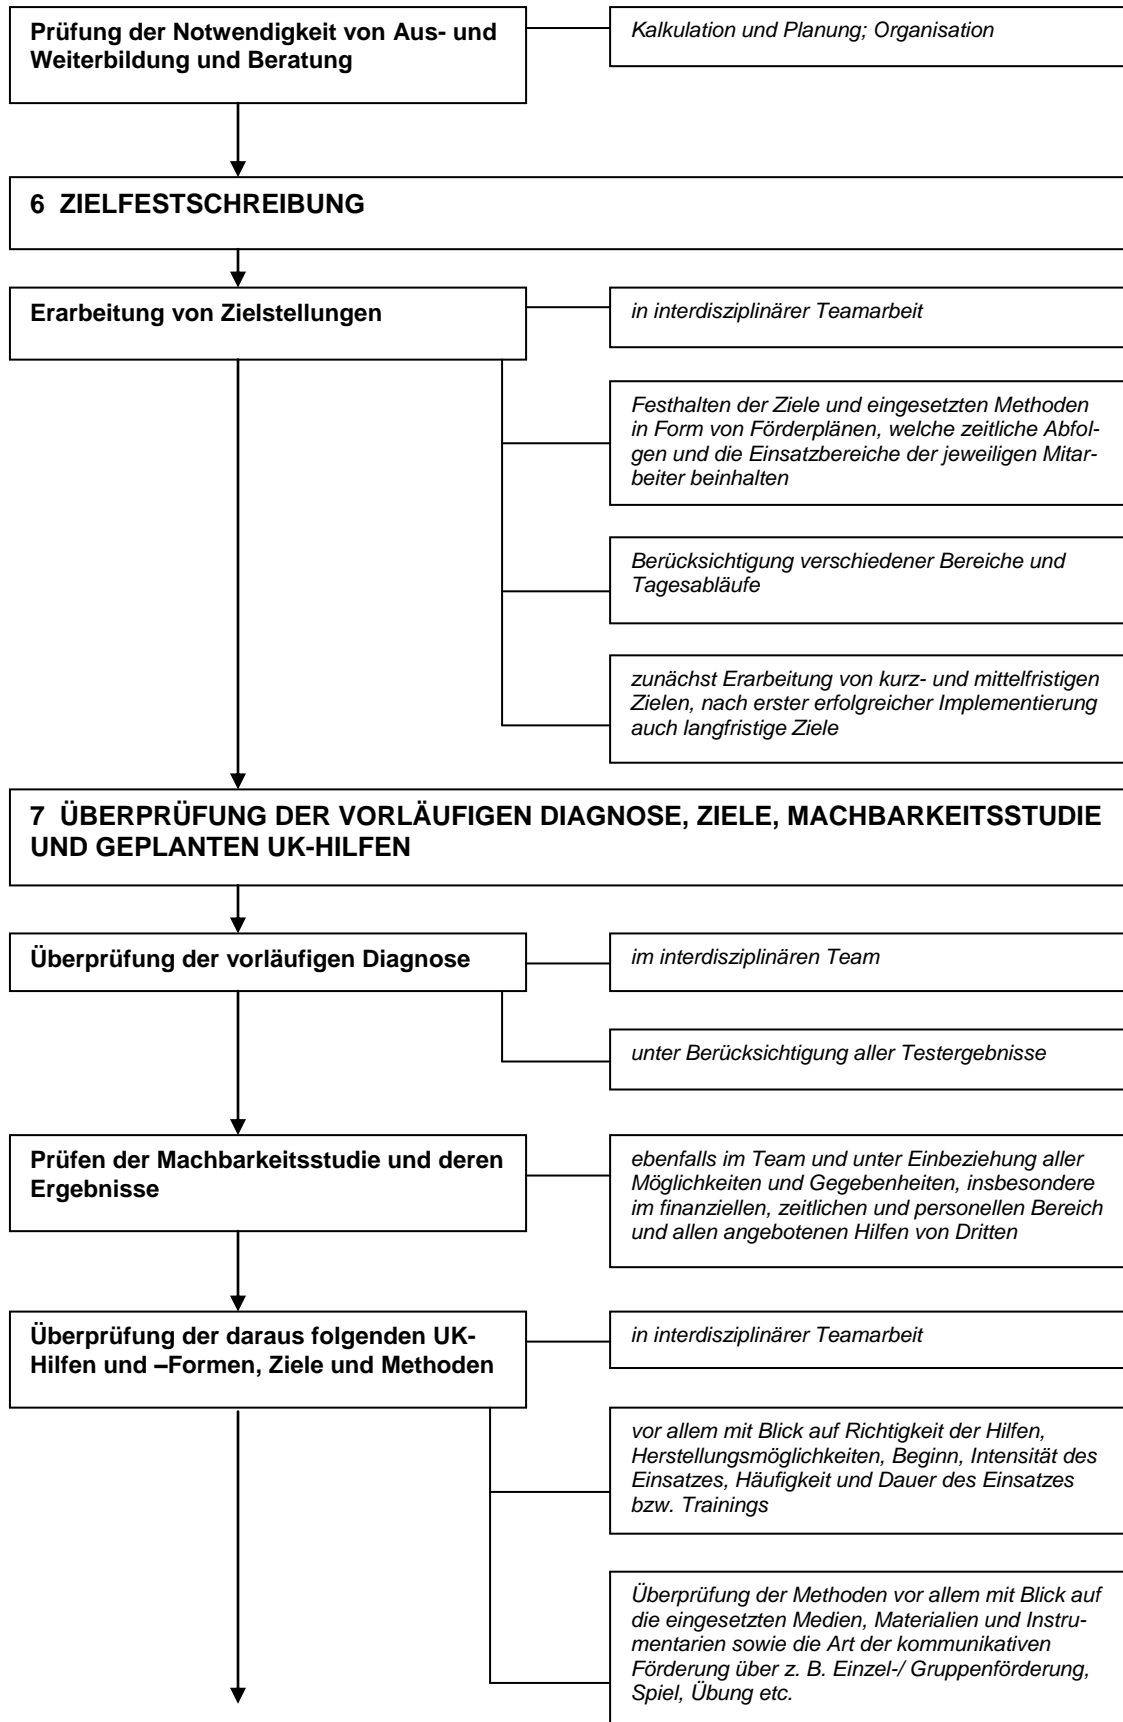 Prüfung der Notwendigkeit von Aus- und
Weiterbildung und Beratung
Kalkulation und Planung; Organisation
6 ZIELFESTSCHREIBUNG
Erarbeitung von Zielstellungen
in interdisziplinärer Teamarbeit
Festhalten der Ziele und eingesetzten Methoden
in Form von Förderplänen, welche zeitliche Abfol-
gen und die Einsatzbereiche der jeweiligen Mitar-
beiter beinhalten
Berücksichtigung verschiedener Bereiche und
Tagesabläufe
zunächst Erarbeitung von kurz- und mittelfristigen
Zielen, nach erster erfolgreicher Implementierung
auch langfristige Ziele
7 ÜBERPRÜFUNG DER VORLÄUFIGEN DIAGNOSE, ZIELE, MACHBARKEITSSTUDIE
UND GEPLANTEN UK-HILFEN
Überprüfung der vorläufigen Diagnose
im interdisziplinären Team
unter Berücksichtigung aller Testergebnisse
Prüfen der Machbarkeitsstudie und deren
Ergebnisse
ebenfalls im Team und unter Einbeziehung aller
Möglichkeiten und Gegebenheiten, insbesondere
im finanziellen, zeitlichen und personellen Bereich
und allen angebotenen Hilfen von Dritten
Überprüfung der daraus folgenden UK-
Hilfen und –Formen, Ziele und Methoden
in interdisziplinärer Teamarbeit
vor allem mit Blick auf Richtigkeit der Hilfen,
Herstellungsmöglichkeiten, Beginn, Intensität des
Einsatzes, Häufigkeit und Dauer des Einsatzes
bzw. Trainings
Überprüfung der Methoden vor allem mit Blick auf
die eingesetzten Medien, Materialien und Instru-
mentarien sowie die Art der kommunikativen
Förderung über z. B. Einzel-/ Gruppenförderung,
Spiel, Übung etc.